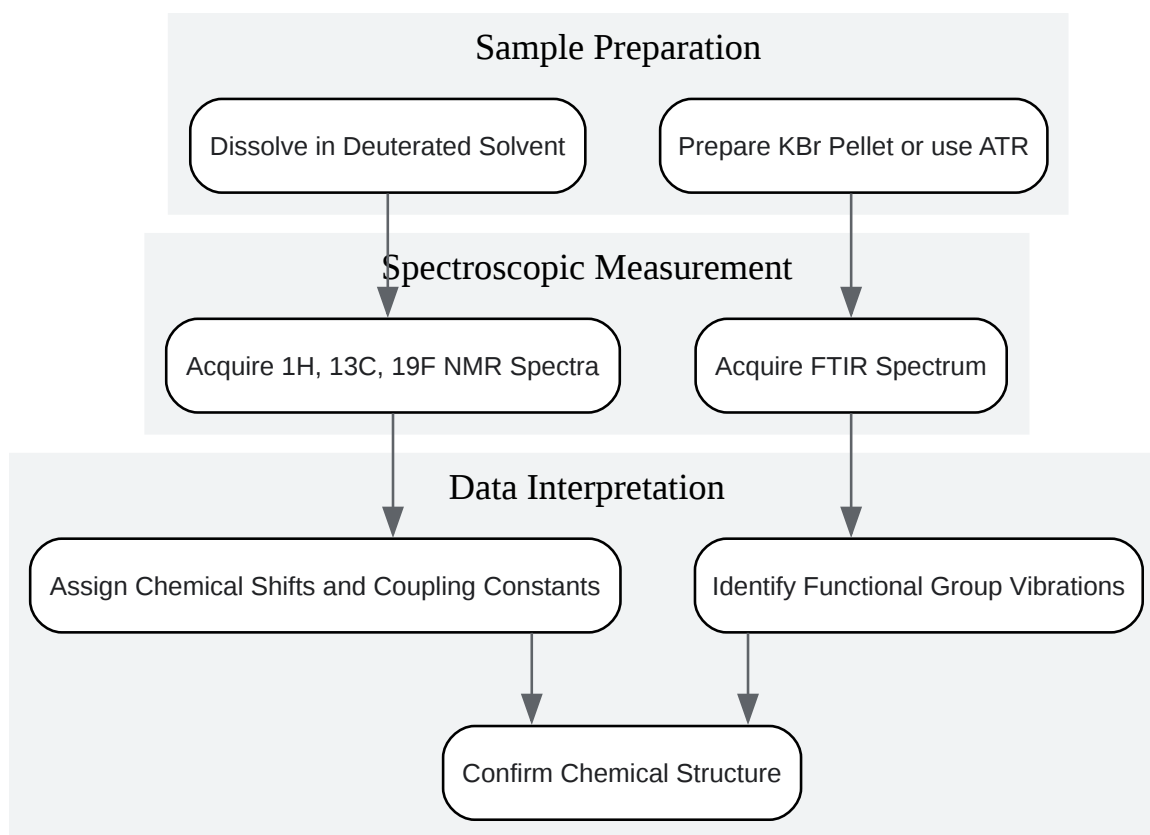 Sample Preparation
Dissolve in Deuterated Solvent
Prepare KBr Pellet or use ATR
Spectroscopic Measurement
Acquire 1H, 13C, 19F NMR Spectra
Acquire FTIR Spectrum
Data Interpretation
Assign Chemical Shifts and Coupling Constants
Identify Functional Group Vibrations
Confirm Chemical Structure